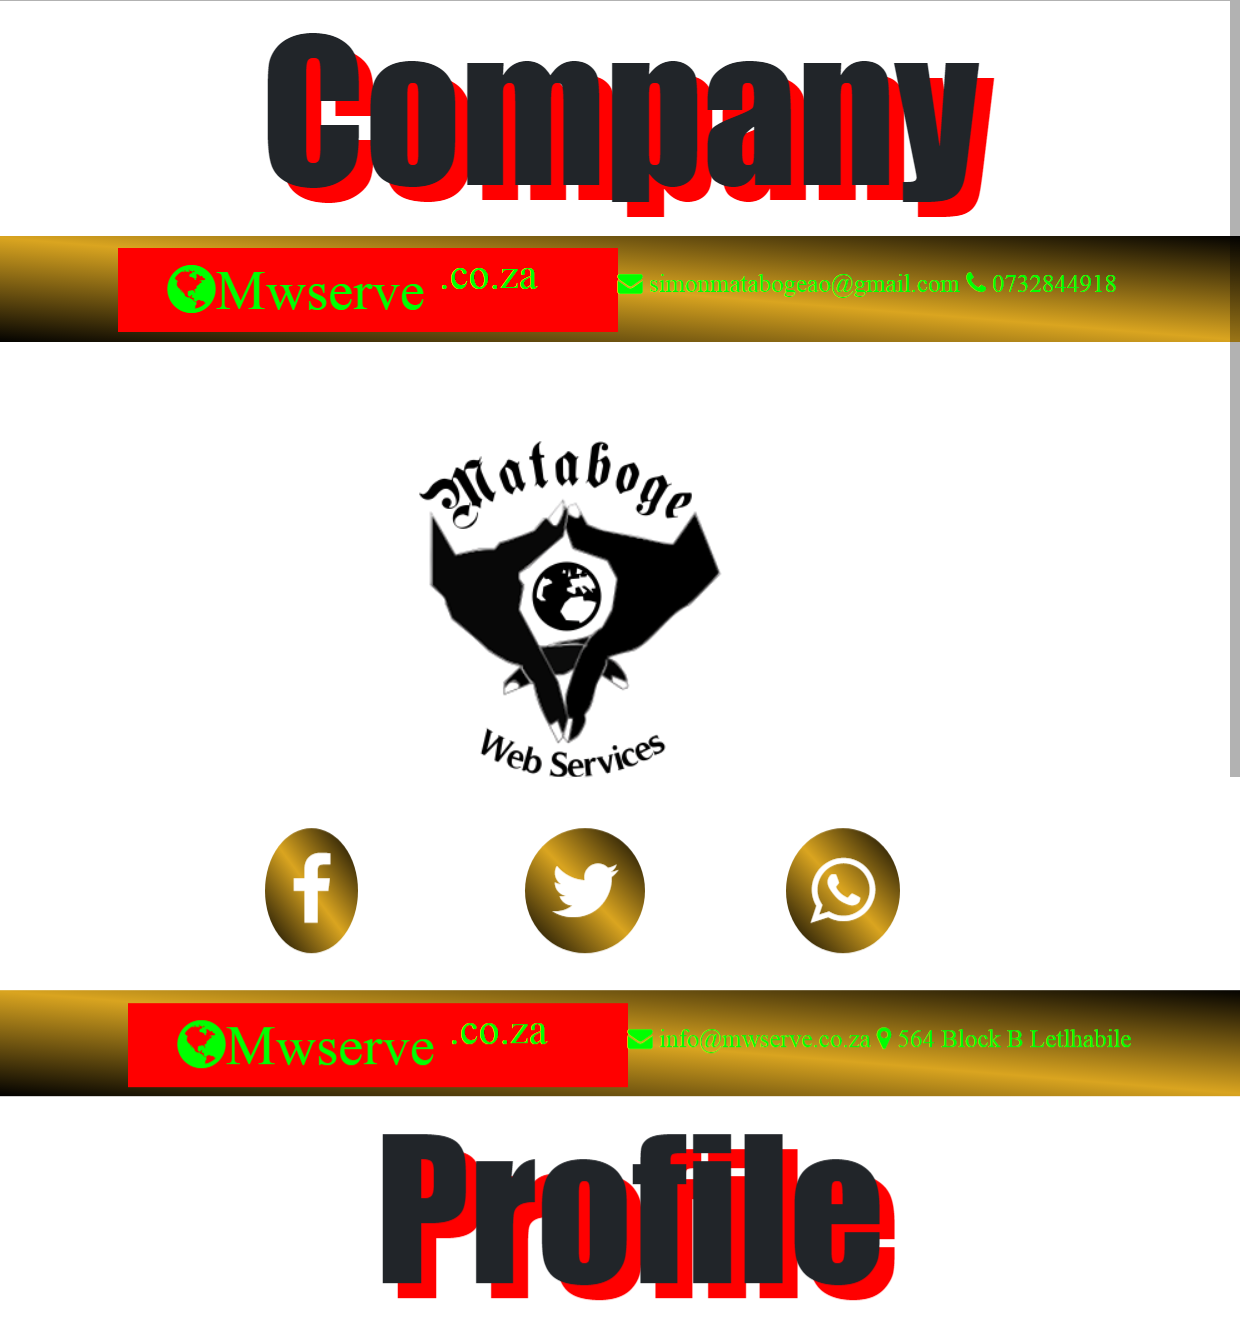 Company
Mwserve .co.za simonmatabogeao@gmail.com 0732844918
Mataboge
Web Services
Mwserve .co.za info@mwserve.co.za 564 Block B Letlhabile
Profile